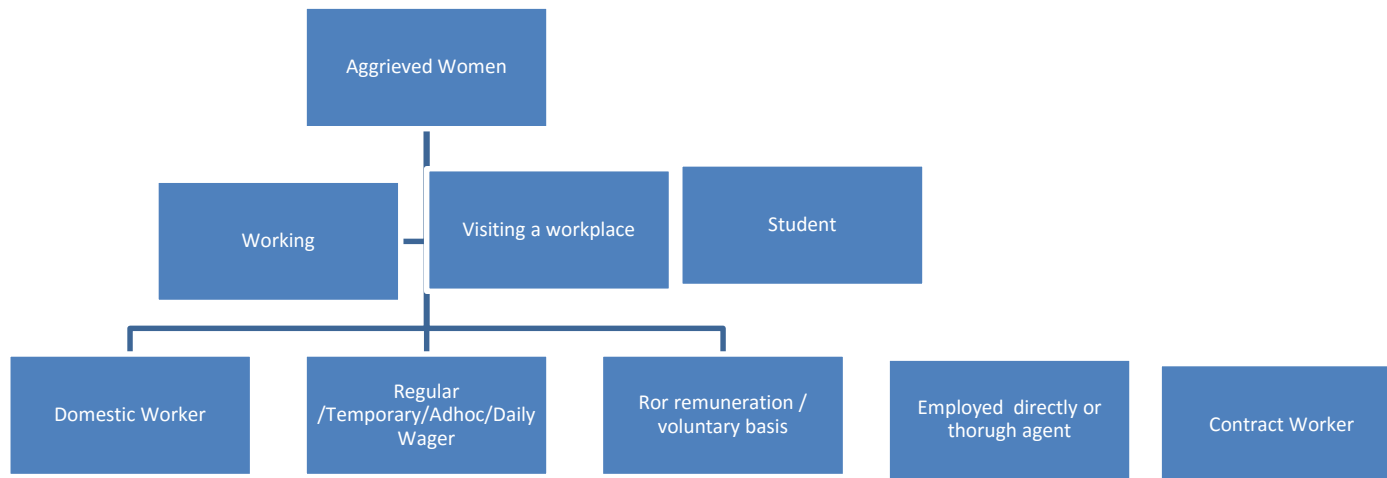 Aggrieved Women
Working
Visiting a workplace
Student
Domestic Worker
Regular
/Temporary/Adhoc/Daily
Wager
Ror remuneration /
voluntary basis
Employed directly or
thorugh agent
Contract Worker